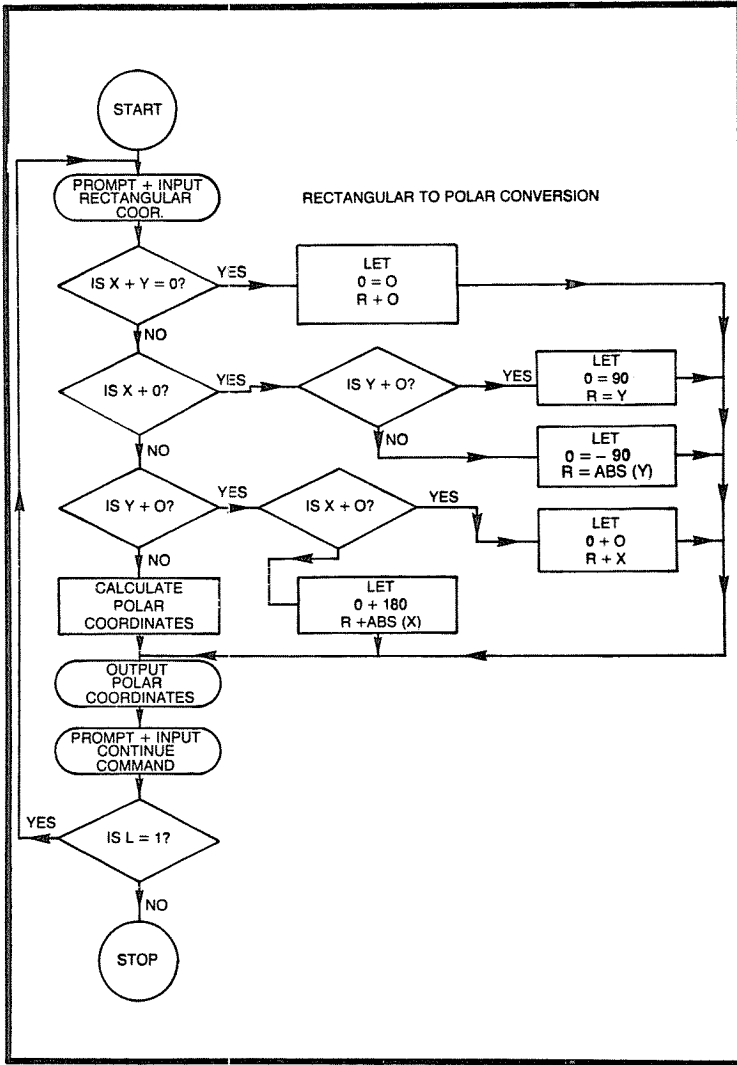 START
PROMPT + INPUT
RECTANGULAR
COOR.
RECTANGULAR TO POLAR CONVERSION
IS X + Y = 0?
YES
LET
0 = O
R + O
NO
IS X + 0?
YES
IS Y + O?
YES
LET
0 = 90
R = Y
NO
NO
LET
0 = - 90
R = ABS (Y)
IS Y + O?
YES
IS X + O?
YES
LET
0 + O
R + X
NO
CALCULATE
POLAR
COORDINATES
LET
0 + 180
R +ABS (X)
OUTPUT
POLAR
COORDINATES
PROMPT + INPUT
CONTINUE
COMMAND
YES
IS L = 1?
NO
STOP